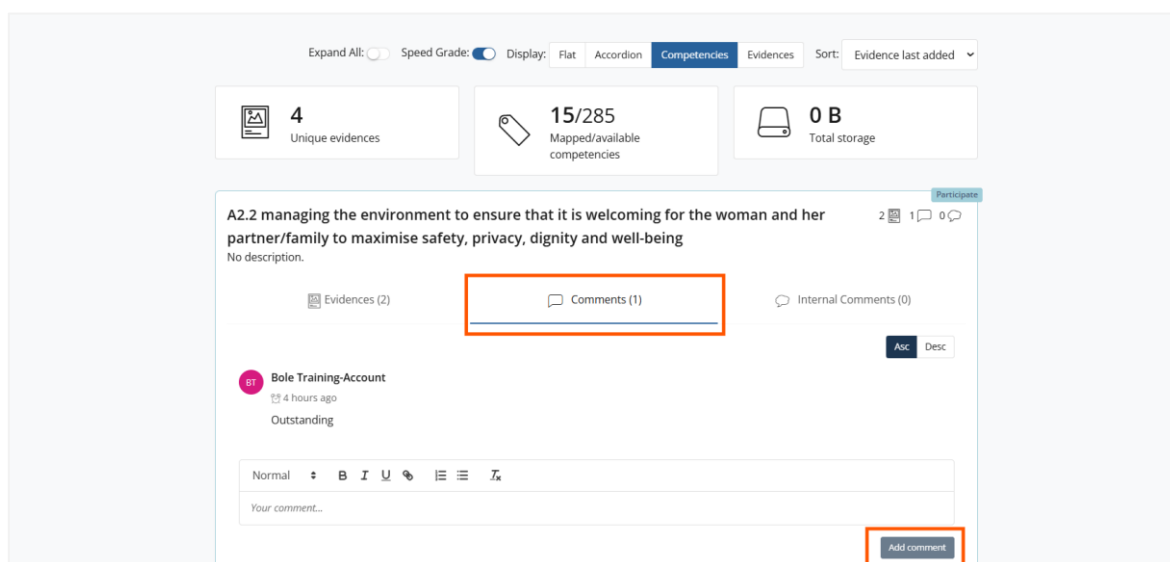 Expand All: Speed Grade: Display: Flat Accordion Competencies Evidences Sort: Evidence last added
4
Unique evidences
15/285
Mapped/available
competencies
0 B
Total storage
Participate
A2.2 managing the environment to ensure that it is welcoming for the woman and her
partner/family to maximise safety, privacy, dignity and well-being
2 1 0
No description.
Evidences (2) Comments (1) Internal Comments (0)
Asc Desc
BT Bole Training-Account
4 hours ago
Outstanding
Normal B I U Tx
Your comment...
Add comment